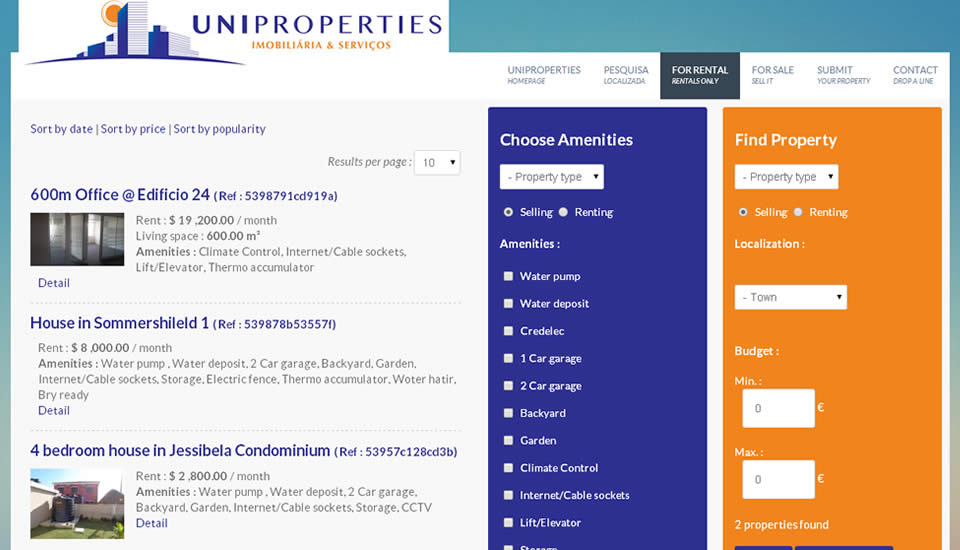 UNIPROPERTIES
IMOBILIÁRIA & SERVIÇOS
UNIPROPERTIES
HOMEPAGE
PESQUISA
LOCALIZADA
FOR RENTAL
RENTALS ONLY
FOR SALE
SELL IT
SUBMIT
YOUR PROPERTY
CONTACT
DROP A LINE
Sort by date | Sort by price | Sort by popularity
Results per page : 10
600m Office @ Edificio 24 ( Ref : 5398791cd919a)
Rent : $ 19 ,200.00 / month
Living space : 600.00 m²
Amenities : Climate Control, Internet/Cable sockets,
Lift/Elevator, Thermo accumulator
Detail
House in Sommershileld 1 ( Ref : 539878b53557f)
Rent : $ 8 ,000.00 / month
Amenities : Water pump , Water deposit, 2 Car garage, Backyard, Garden,
Internet/Cable sockets, Storage, Electric fence, Thermo accumulator, Woter hatir,
Bry ready
Detail
4 bedroom house in Jessibela Condominium ( Ref : 53957c128cd3b)
Rent : $ 2 ,800.00 / month
Amenities : Water pump , Water deposit, 2 Car garage,
Backyard, Garden, Internet/Cable sockets, Storage, CCTV
Detail
Choose Amenities
- Property type
Selling Renting
Amenities :
Water pump
Water deposit
Credelec
1 Car garage
2 Car garage
Backyard
Garden
Climate Control
Internet/Cable sockets
Lift/Elevator
Storage
Find Property
- Property type
Selling Renting
Localization :
- Town
Budget :
Min. :
0 €
Max. :
0 €
2 properties found